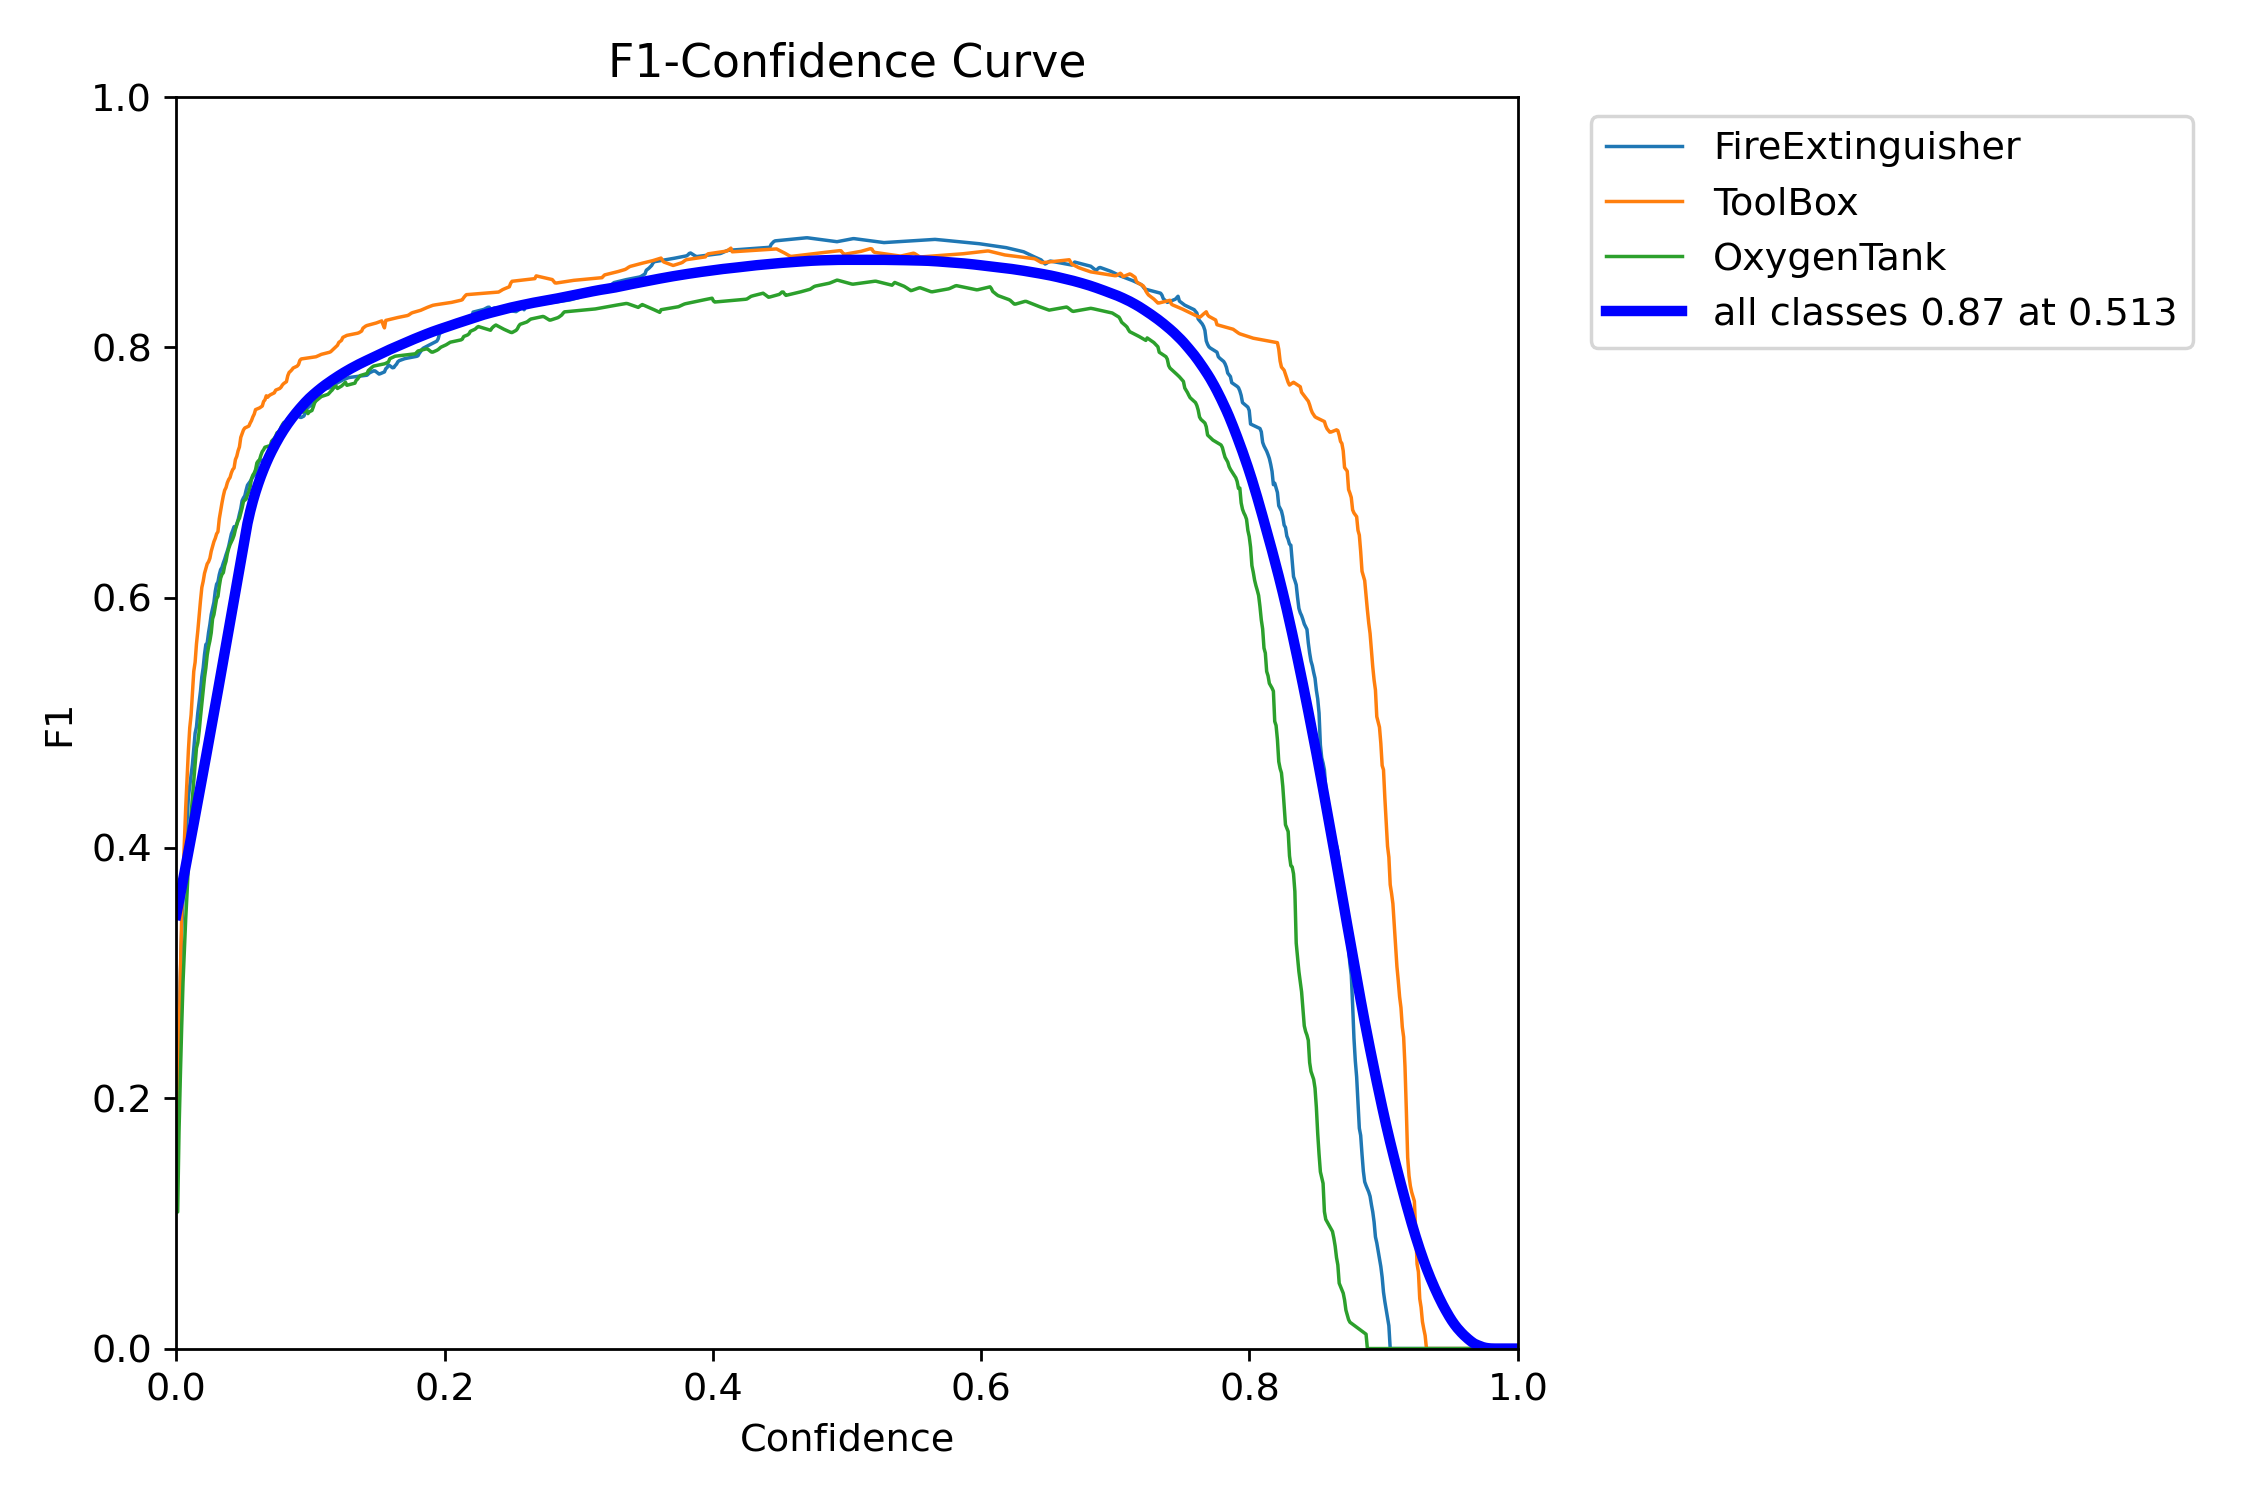 F1-Confidence Curve
1.0
0.8
0.6
0.4
0.2
0.0
F1
0.0 0.2 0.4 0.6 0.8 1.0
Confidence
FireExtinguisher
ToolBox
OxygenTank
all classes 0.87 at 0.513